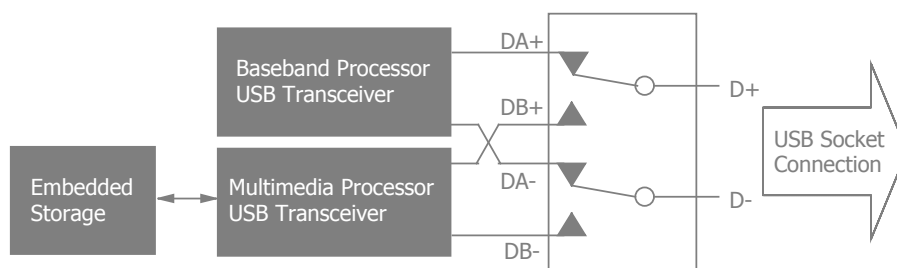 Baseband Processor
USB Transceiver
Multimedia Processor
USB Transceiver
Embedded
Storage
DA+
DB+
DA-
DB-
D+
D-
USB Socket
Connection